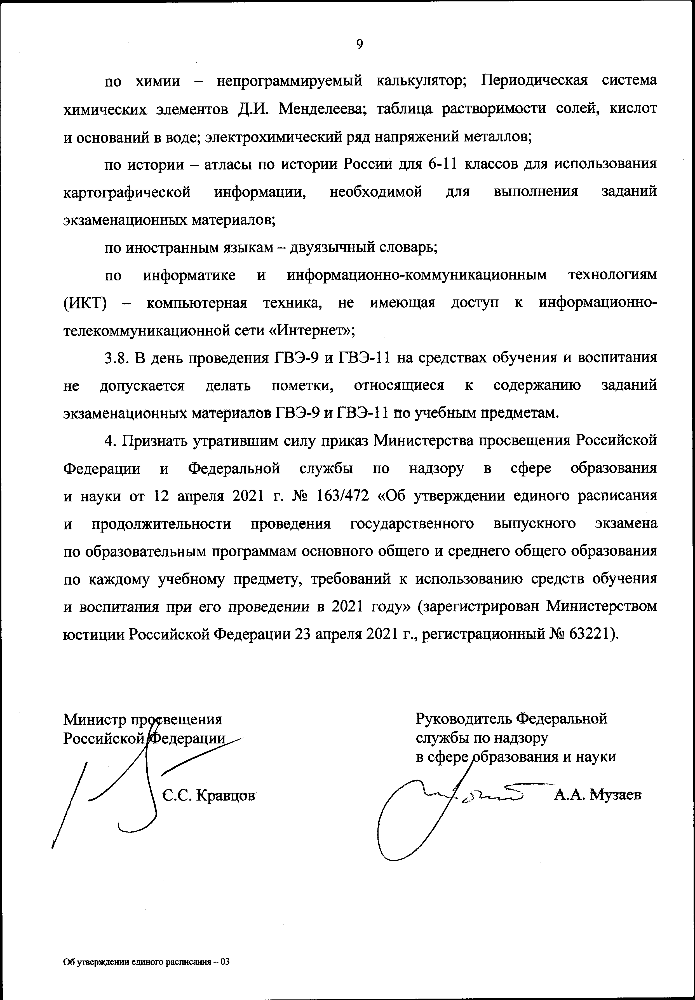 9
по химии – непрограммируемый калькулятор; Периодическая система
химических элементов Д.И. Менделеева; таблица растворимости солей, кислот
и оснований в воде; электрохимический ряд напряжений металлов;
по истории – атласы по истории России для 6-11 классов для использования
картографической информации, необходимой для выполнения заданий
экзаменационных материалов;
по иностранным языкам – двуязычный словарь;
по информатике и информационно-коммуникационным технологиям
(ИКТ) – компьютерная техника, не имеющая доступ к информационно-
телекоммуникационной сети «Интернет»;
3.8. В день проведения ГВЭ-9 и ГВЭ-11 на средствах обучения и воспитания
не допускается делать пометки, относящиеся к содержанию заданий
экзаменационных материалов ГВЭ-9 и ГВЭ-11 по учебным предметам.
4. Признать утратившим силу приказ Министерства просвещения Российской
Федерации и Федеральной службы по надзору в сфере образования
и науки от 12 апреля 2021 г. № 163/472 «Об утверждении единого расписания
и продолжительности проведения государственного выпускного экзамена
по образовательным программам основного общего и среднего общего образования
по каждому учебному предмету, требований к использованию средств обучения
и воспитания при его проведении в 2021 году» (зарегистрирован Министерством
юстиции Российской Федерации 23 апреля 2021 г., регистрационный № 63221).
Министр просвещения
Российской Федерации
С.С. Кравцов
Руководитель Федеральной
службы по надзору
в сфере образования и науки
А.А. Музаев
Об утверждении единого расписания – 03